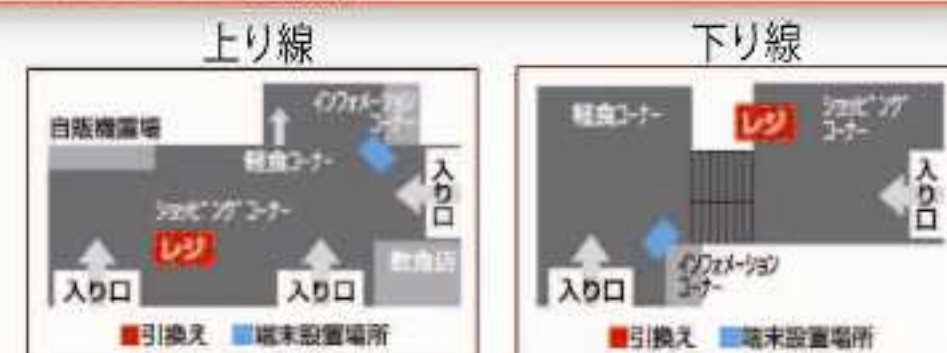 上り線
自販機置場
インフォメーション
コーナー
軽食コーナー
入り口
ショッピングコーナー
レジ
飲食店
入り口
入り口
■引換え ■端末設置場所
下り線
軽食コーナー
レジ
ショッピング
コーナー
入り口
入り口
インフォメーション
コーナー
■引換え ■端末設置場所